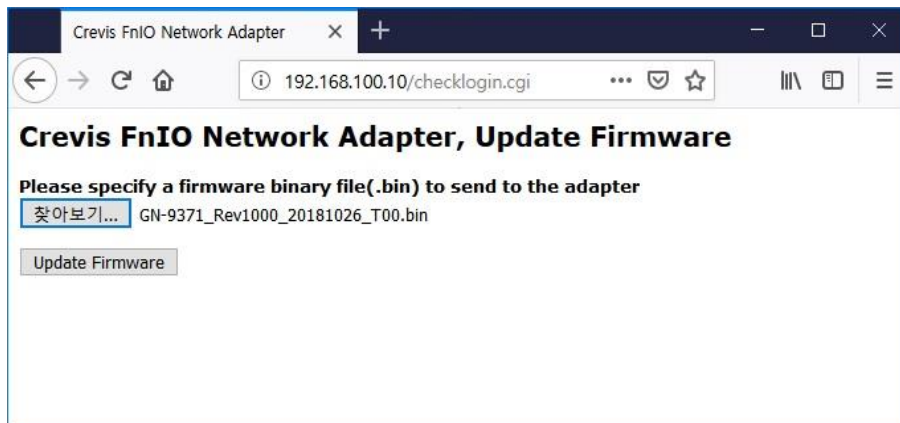 Crevis FnIO Network Adapter
192.168.100.10/checklogin.cgi
Crevis FnIO Network Adapter, Update Firmware
Please specify a firmware binary file(.bin) to send to the adapter
찾아보기... GN-9371_Rev1000_20181026_T00.bin
Update Firmware